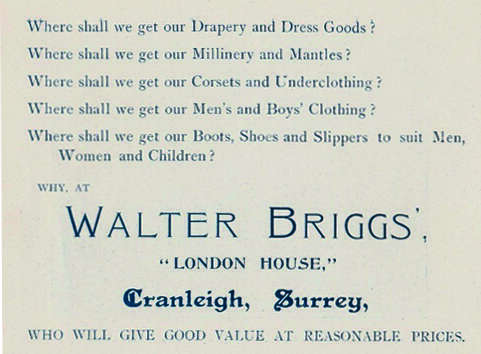 Where shall we get our Drapery and Dress Goods?
Where shall we get our Millinery and Mantles?
Where shall we get our Corsets and Underclothing?
Where shall we get our Men's and Boys' Clothing?
Where shall we get our Boots, Shoes and Slippers to suit Men,
Women and Children?
WHY, AT
WALTER BRIGGS',
"LONDON HOUSE,"
Cranleigh, Surrey,
WHO WILL GIVE GOOD VALUE AT REASONABLE PRICES.